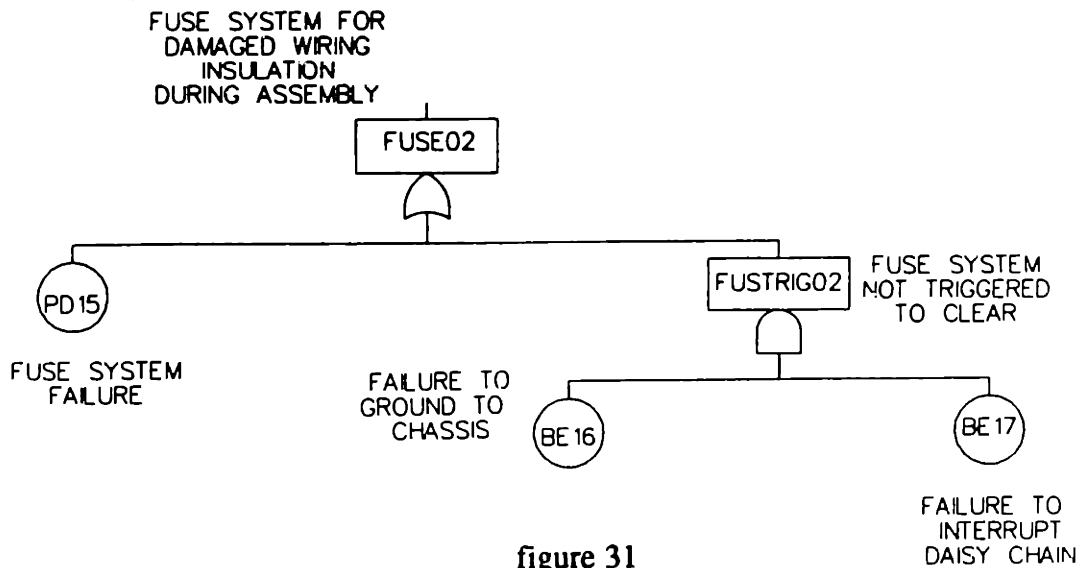 FUSE SYSTEM FOR
DAMAGED WIRING
INSULATION
DURING ASSEMBLY
FUSE02
PD15
FUSE SYSTEM
FAILURE
FUSTRIG02
FUSE SYSTEM
NOT TRIGGERED
TO CLEAR
FAILURE TO
GROUND TO
CHASSIS
BE16
BE17
FAILURE TO
INTERRUPT
DAISY CHAIN
figure 31